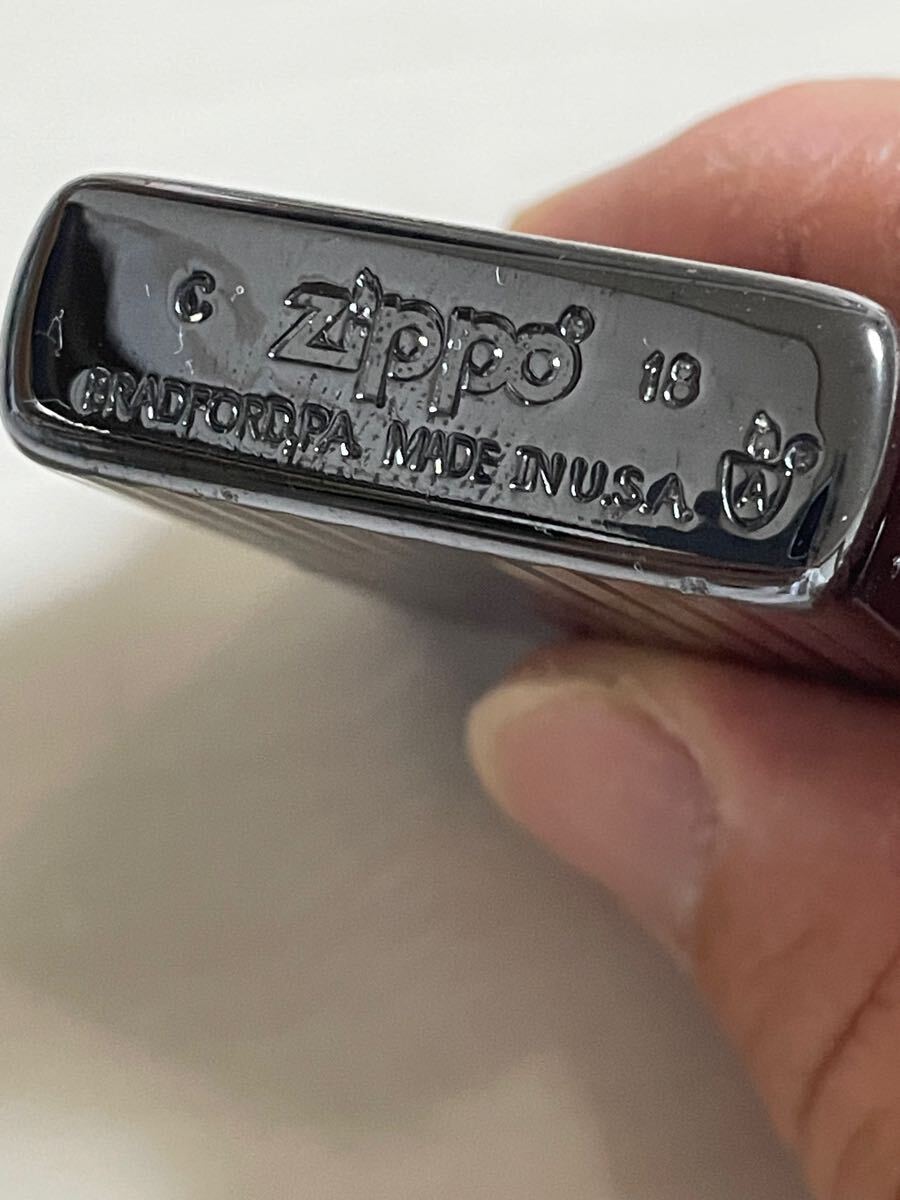 C Zippo® 18
BRADFORD,PA. MADE IN U.S.A. A®